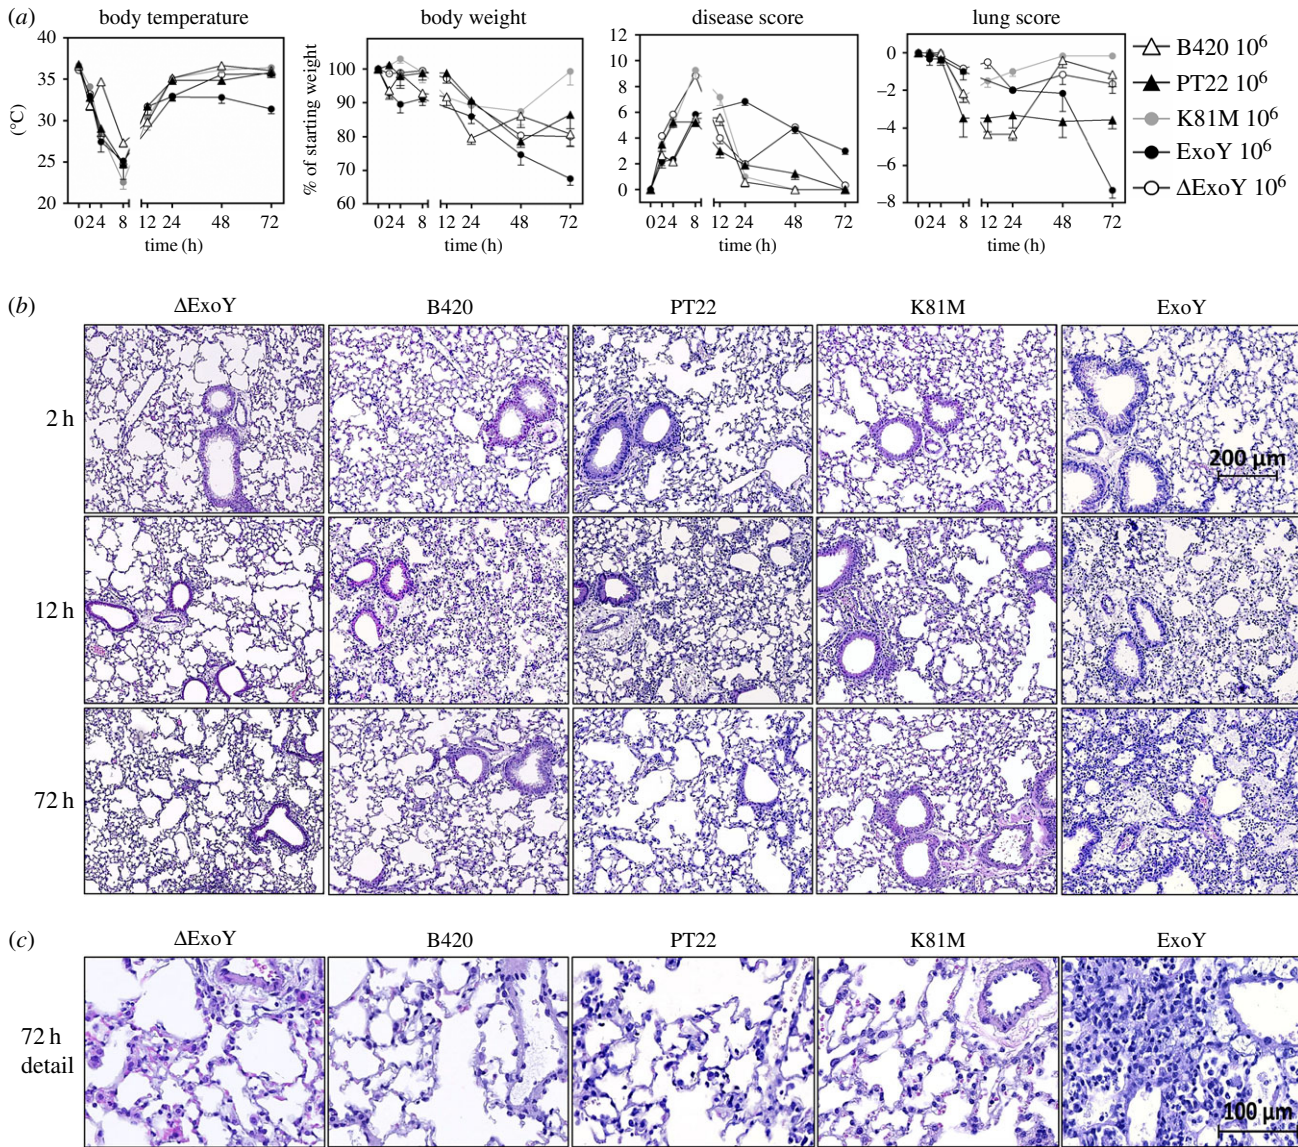 (a)
body temperature
body weight
disease score
lung score
40
35
30
25
20
(°C)
0 2 4 8 12 24 48 72
time (h)
100
90
80
70
60
% of starting weight
0 2 4 8 12 24 48 72
time (h)
12
10
8
6
4
2
0
0 2 4 8 12 24 48 72
time (h)
0
−2
−4
−6
−8
0 2 4 8 12 24 48 72
time (h)
B420 10⁶
PT22 10⁶
K81M 10⁶
ExoY 10⁶
ΔExoY 10⁶
(b)
ΔExoY B420 PT22 K81M ExoY
2 h
200 µm
12 h
72 h
(c)
ΔExoY B420 PT22 K81M ExoY
72 h
detail
100 µm